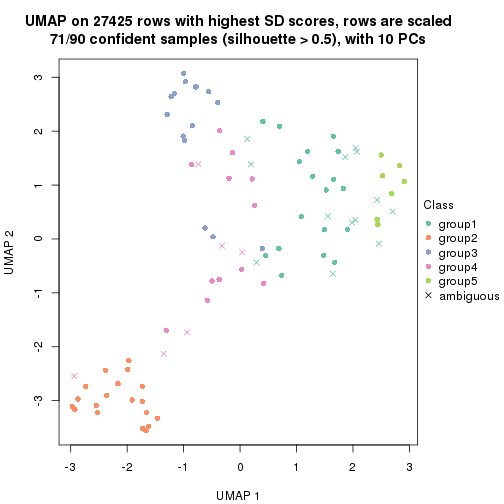 UMAP on 27425 rows with highest SD scores, rows are scaled
71/90 confident samples (silhouette > 0.5), with 10 PCs
3
2
1
0
-1
-2
-3
UMAP 2
-3
-2
-1
0
1
2
3
UMAP 1
Class
group1
group2
group3
group4
group5
ambiguous